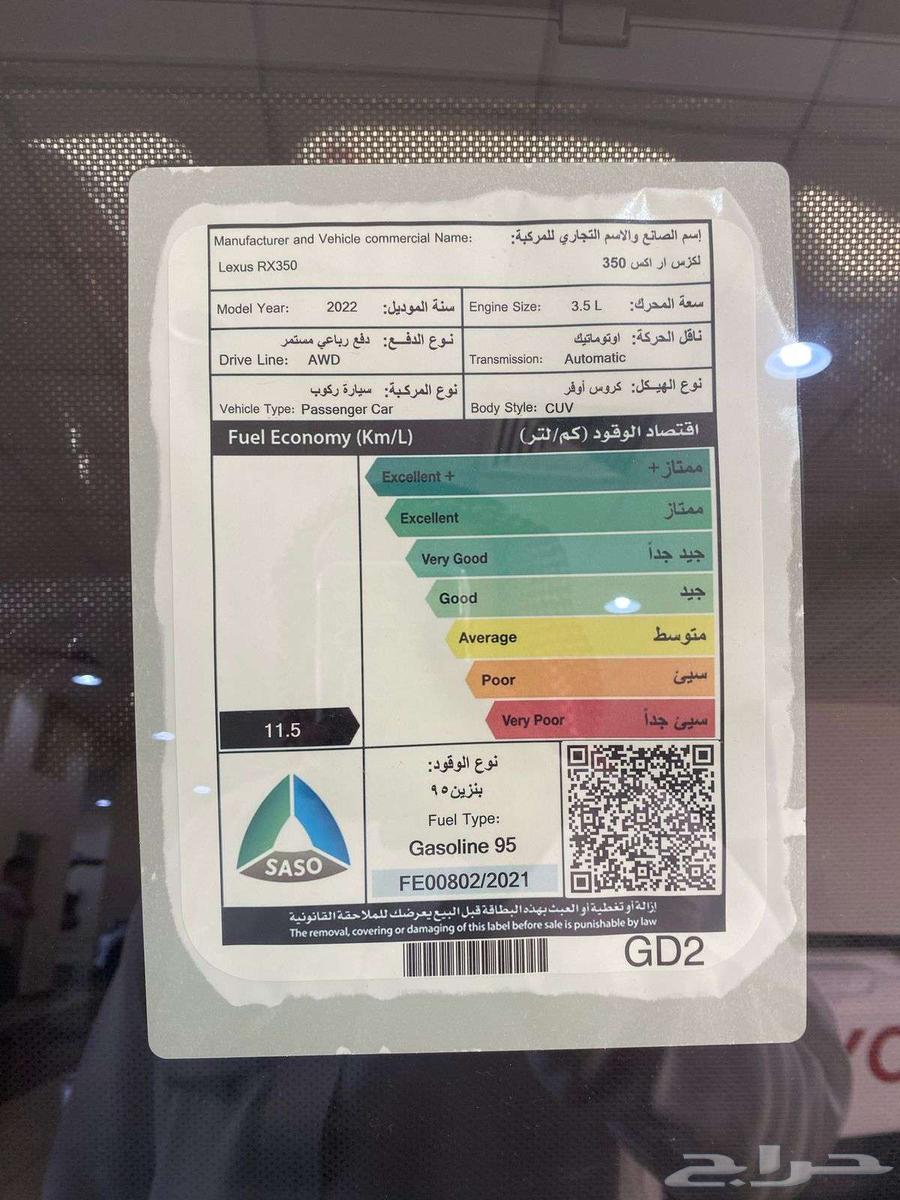 Manufacturer and Vehicle commercial Name: إسم الصانع والاسم التجاري للمركبة:
Lexus RX350 لكزس ار اكس 350
Model Year: 2022 سنة الموديل: Engine Size: 3.5 L سعة المحرك:
نوع الدفع: دفع رباعي مستمر ناقل الحركة: اوتوماتيك
Drive Line: AWD Transmission: Automatic
نوع المركبة: سيارة ركوب نوع الهيكل: كروس أوفر
Vehicle Type: Passenger Car Body Style: CUV
Fuel Economy (Km/L) اقتصاد الوقود (كم/لتر)
Excellent + ممتاز +
Excellent ممتاز
Very Good جيد جداً
Good جيد
Average متوسط
Poor سيئ
Very Poor سيئ جداً
11.5
نوع الوقود:
بنزين ٩٥
Fuel Type:
Gasoline 95
FE00802/2021
SASO
إزالة أو تغطية أو العبث بهذه البطاقة قبل البيع يعرضك للملاحقة القانونية
The removal, covering or damaging of this label before sale is punishable by law
GD2
حراج